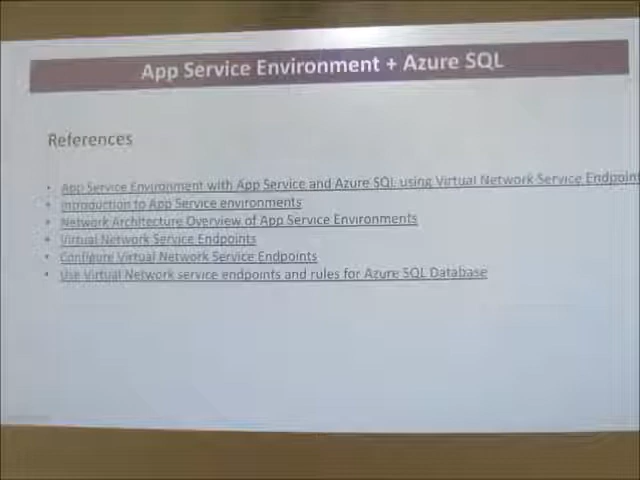 App Service Environment + Azure SQL
References
• App Service Environment with App Service and Azure SQL using Virtual Network Service Endpoint
• Introduction to App Service environments
• Network Architecture Overview of App Service Environments
• Virtual Network Service Endpoints
• Configure Virtual Network Service Endpoints
• Use Virtual Network service endpoints and rules for Azure SQL Database